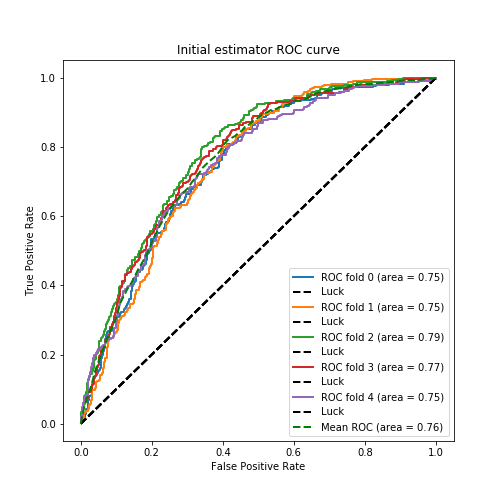 Initial estimator ROC curve
True Positive Rate
1.0
0.8
0.6
0.4
0.2
0.0
ROC fold 0 (area = 0.75)
Luck
ROC fold 1 (area = 0.75)
Luck
ROC fold 2 (area = 0.79)
Luck
ROC fold 3 (area = 0.77)
Luck
ROC fold 4 (area = 0.75)
Luck
Mean ROC (area = 0.76)
0.0 0.2 0.4 0.6 0.8 1.0
False Positive Rate